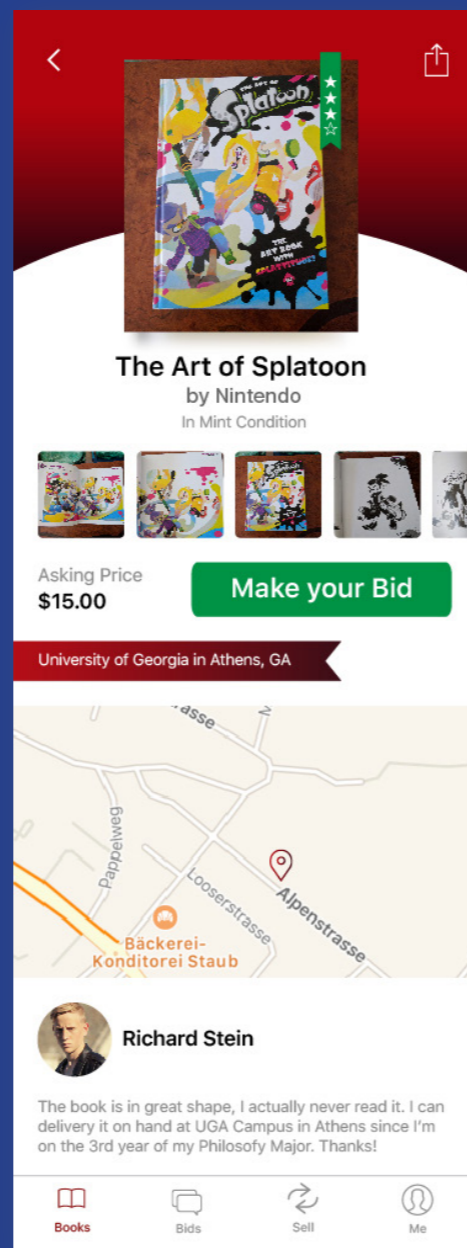 THE ART OF
Splatoon
THE
ART BOOK
WITH
SPLATTITUDE!
The Art of Splatoon
by Nintendo
In Mint Condition
Asking Price
$15.00
Make your Bid
University of Georgia in Athens, GA
asse
N
Pappelweg
Looserstrasse
Alpenstrasse
Bäckerei-
Konditorei Staub
Richard Stein
The book is in great shape, I actually never read it. I can
delivery it on hand at UGA Campus in Athens since I'm
on the 3rd year of my Philosofy Major. Thanks!
Books
Bids
Sell
Me